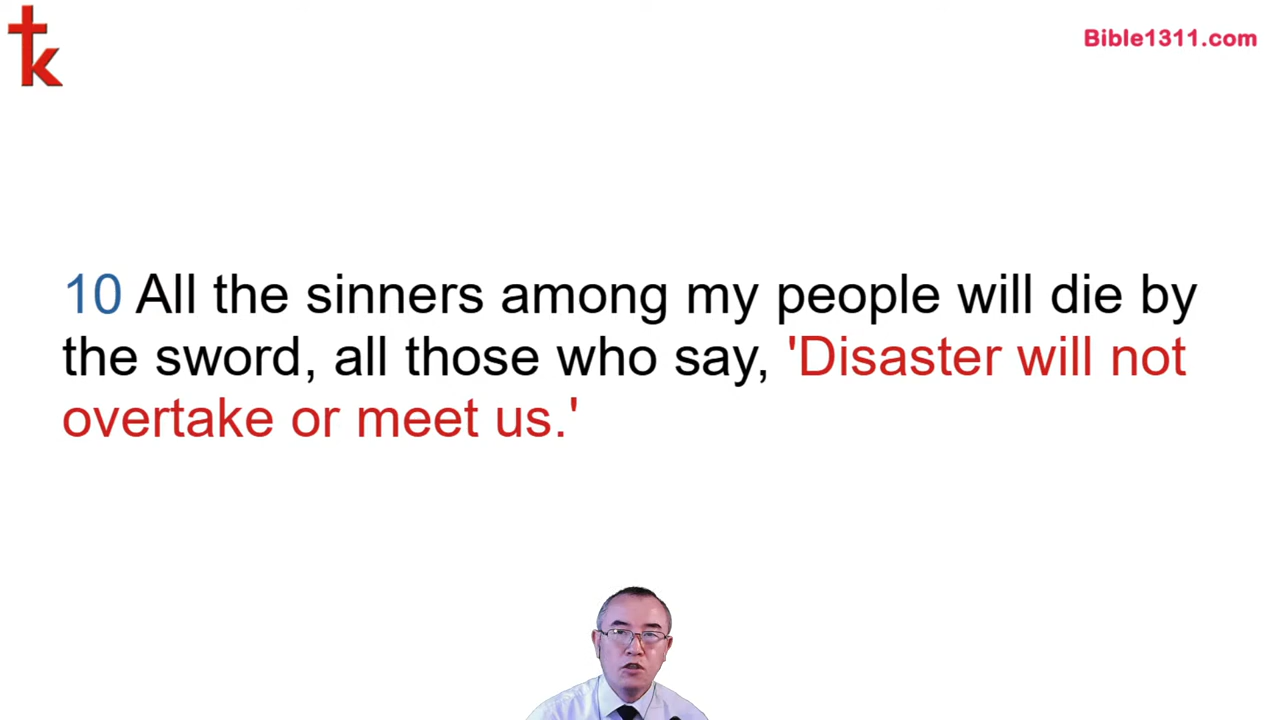 tk
Bible1311.com
10 All the sinners among my people will die by
the sword, all those who say, 'Disaster will not
overtake or meet us.'